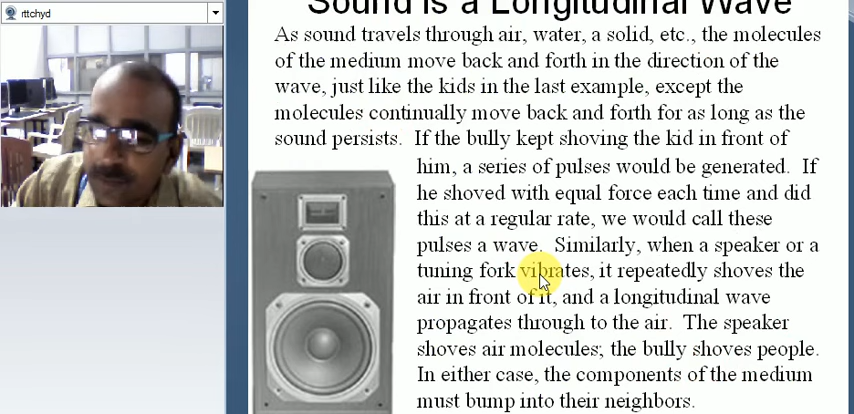 rttchyd
Sound is a Longitudinal Wave
As sound travels through air, water, a solid, etc., the molecules
of the medium move back and forth in the direction of the
wave, just like the kids in the last example, except the
molecules continually move back and forth for as long as the
sound persists.  If the bully kept shoving the kid in front of
him, a series of pulses would be generated.  If
he shoved with equal force each time and did
this at a regular rate, we would call these
pulses a wave.  Similarly, when a speaker or a
tuning fork vibrates, it repeatedly shoves the
air in front of it, and a longitudinal wave
propagates through to the air.  The speaker
shoves air molecules; the bully shoves people.
In either case, the components of the medium
must bump into their neighbors.